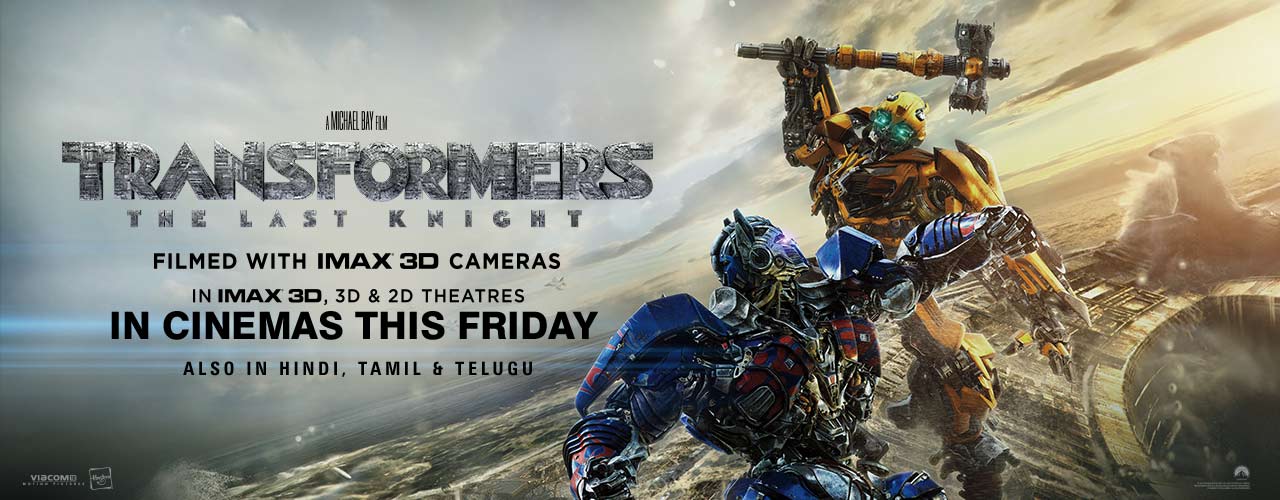 A MICHAEL BAY FILM
TRANSFORMERS
THE LAST KNIGHT
FILMED WITH IMAX 3D CAMERAS
IN IMAX 3D, 3D & 2D THEATRES
IN CINEMAS THIS FRIDAY
ALSO IN HINDI, TAMIL & TELUGU
VIACOM18
MOTION PICTURES
Hasbro